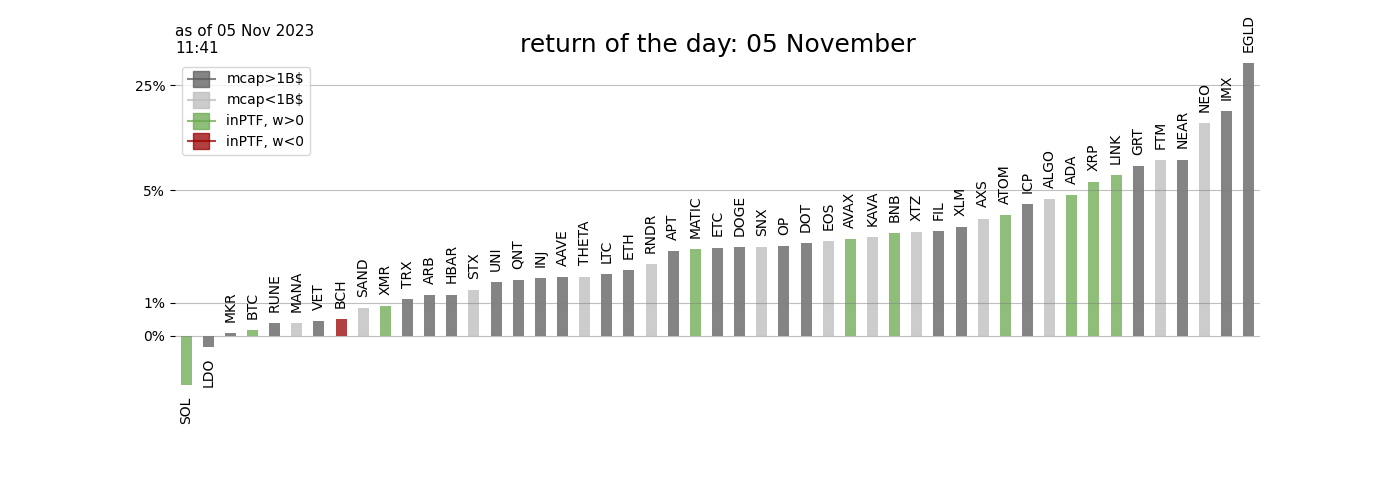 as of 05 Nov 2023
11:41
return of the day: 05 November
mcap>1B$
mcap<1B$
inPTF, w>0
inPTF, w<0
25%
5%
1%
0%
SOL
LDO
MKR
BTC
RUNE
MANA
VET
BCH
SAND
XMR
TRX
ARB
HBAR
STX
UNI
QNT
INJ
AAVE
THETA
LTC
ETH
RNDR
APT
MATIC
ETC
DOGE
SNX
OP
DOT
EOS
AVAX
KAVA
BNB
XTZ
FIL
XLM
AXS
ATOM
ICP
ALGO
ADA
XRP
LINK
GRT
FTM
NEAR
NEO
IMX
EGLD